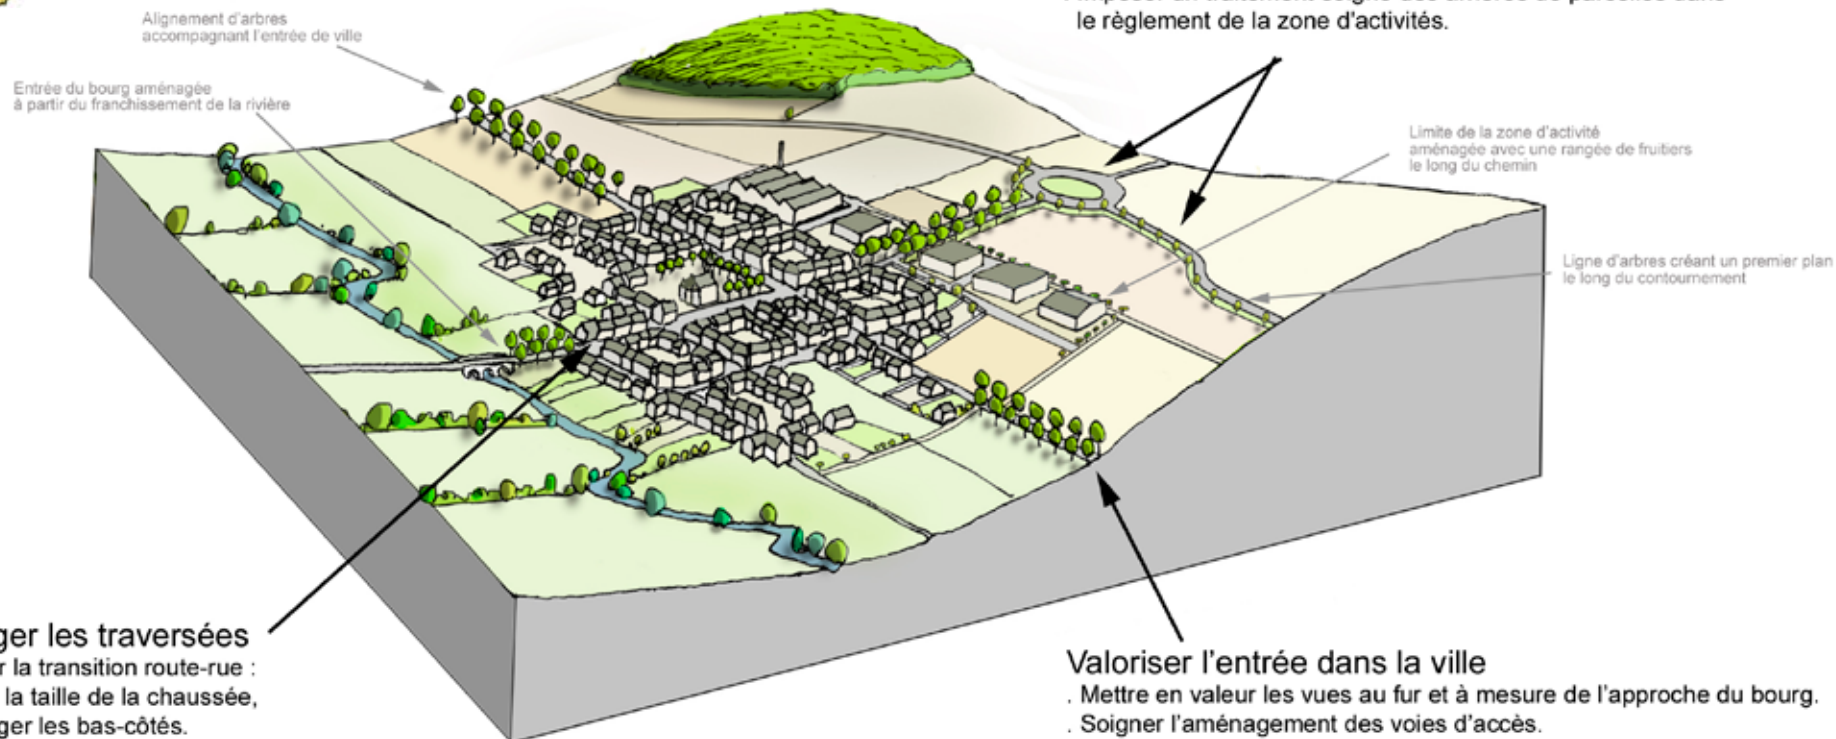 le règlement de la zone d'activités.
Alignement d'arbres
accompagnant l'entrée de ville
Entrée du bourg aménagée
à partir du franchissement de la rivière
Limite de la zone d'activité
aménagée avec une rangée de fruitiers
le long du chemin
Ligne d'arbres créant un premier plan
le long du contournement
les traversées
la transition route-rue :
la taille de la chaussée,
les bas-côtés.
Valoriser l'entrée dans la ville
. Mettre en valeur les vues au fur et à mesure de l'approche du bourg.
. Soigner l'aménagement des voies d'accès.